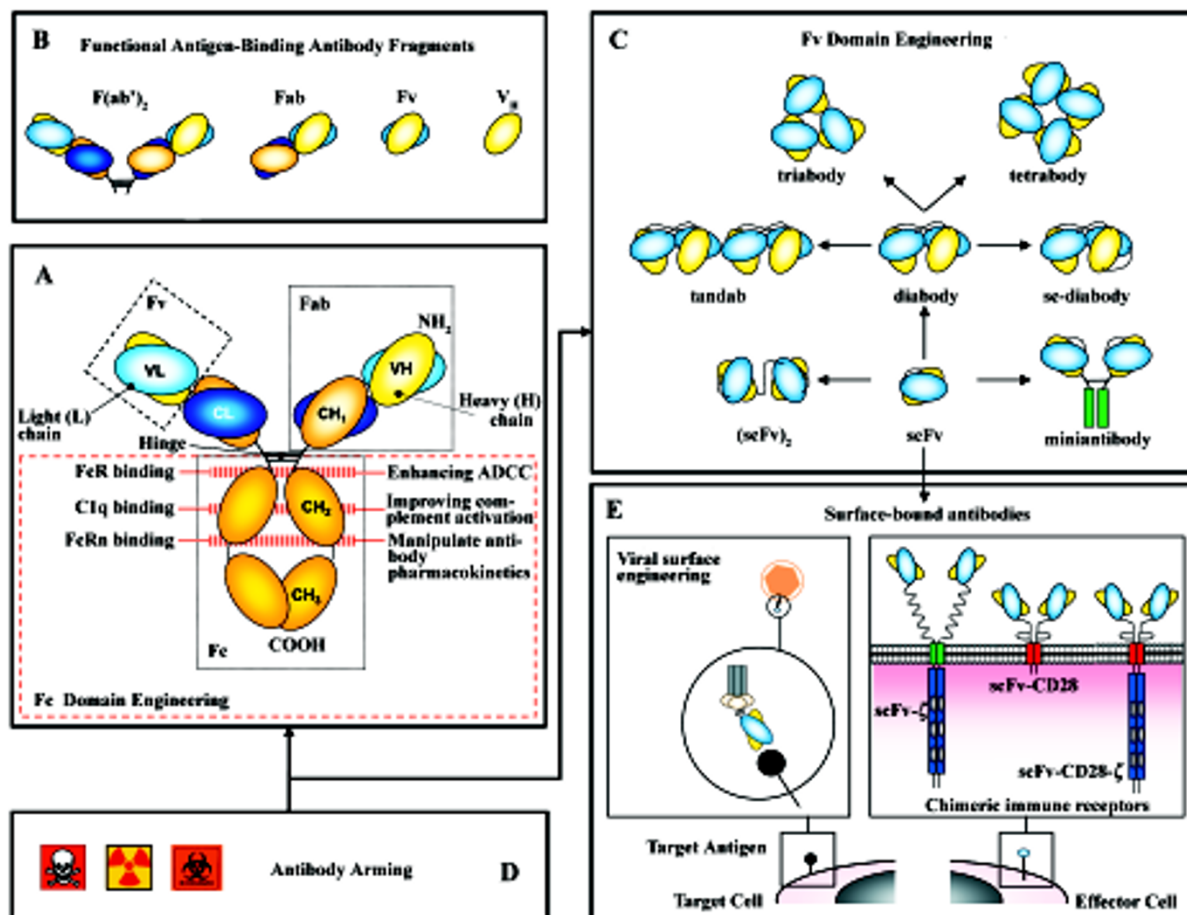 B
Functional Antigen-Binding Antibody Fragments
F(ab')2
Fab
Fv
VH
A
Fv
Fab
NH2
VL
VH
CL
CH1
Light (L)
chain
Heavy (H)
chain
Hinge
FcR binding
Enhancing ADCC
C1q binding
CH2
Improving com-
plement activation
FcRn binding
Manipulate anti-
body
pharmacokinetics
CH3
Fc
COOH
Fc Domain Engineering
Antibody Arming
D
C
Fv Domain Engineering
triabody
tetrabody
tandab
diabody
sc-diabody
(scFv)2
scFv
miniantibody
E
Surface-bound antibodies
Viral surface
engineering
scFv-CD28
scFv-ζ
scFv-CD28-ζ
Chimeric immune receptors
Target Antigen
Target Cell
Effector Cell